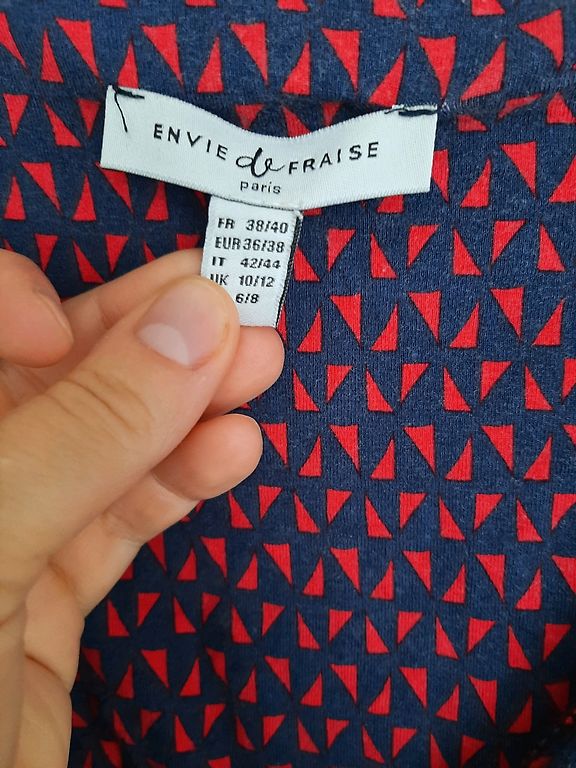 ENVIE de FRAISE
paris
FR 38/40
EUR 36/38
IT 42/44
UK 10/12
6/8